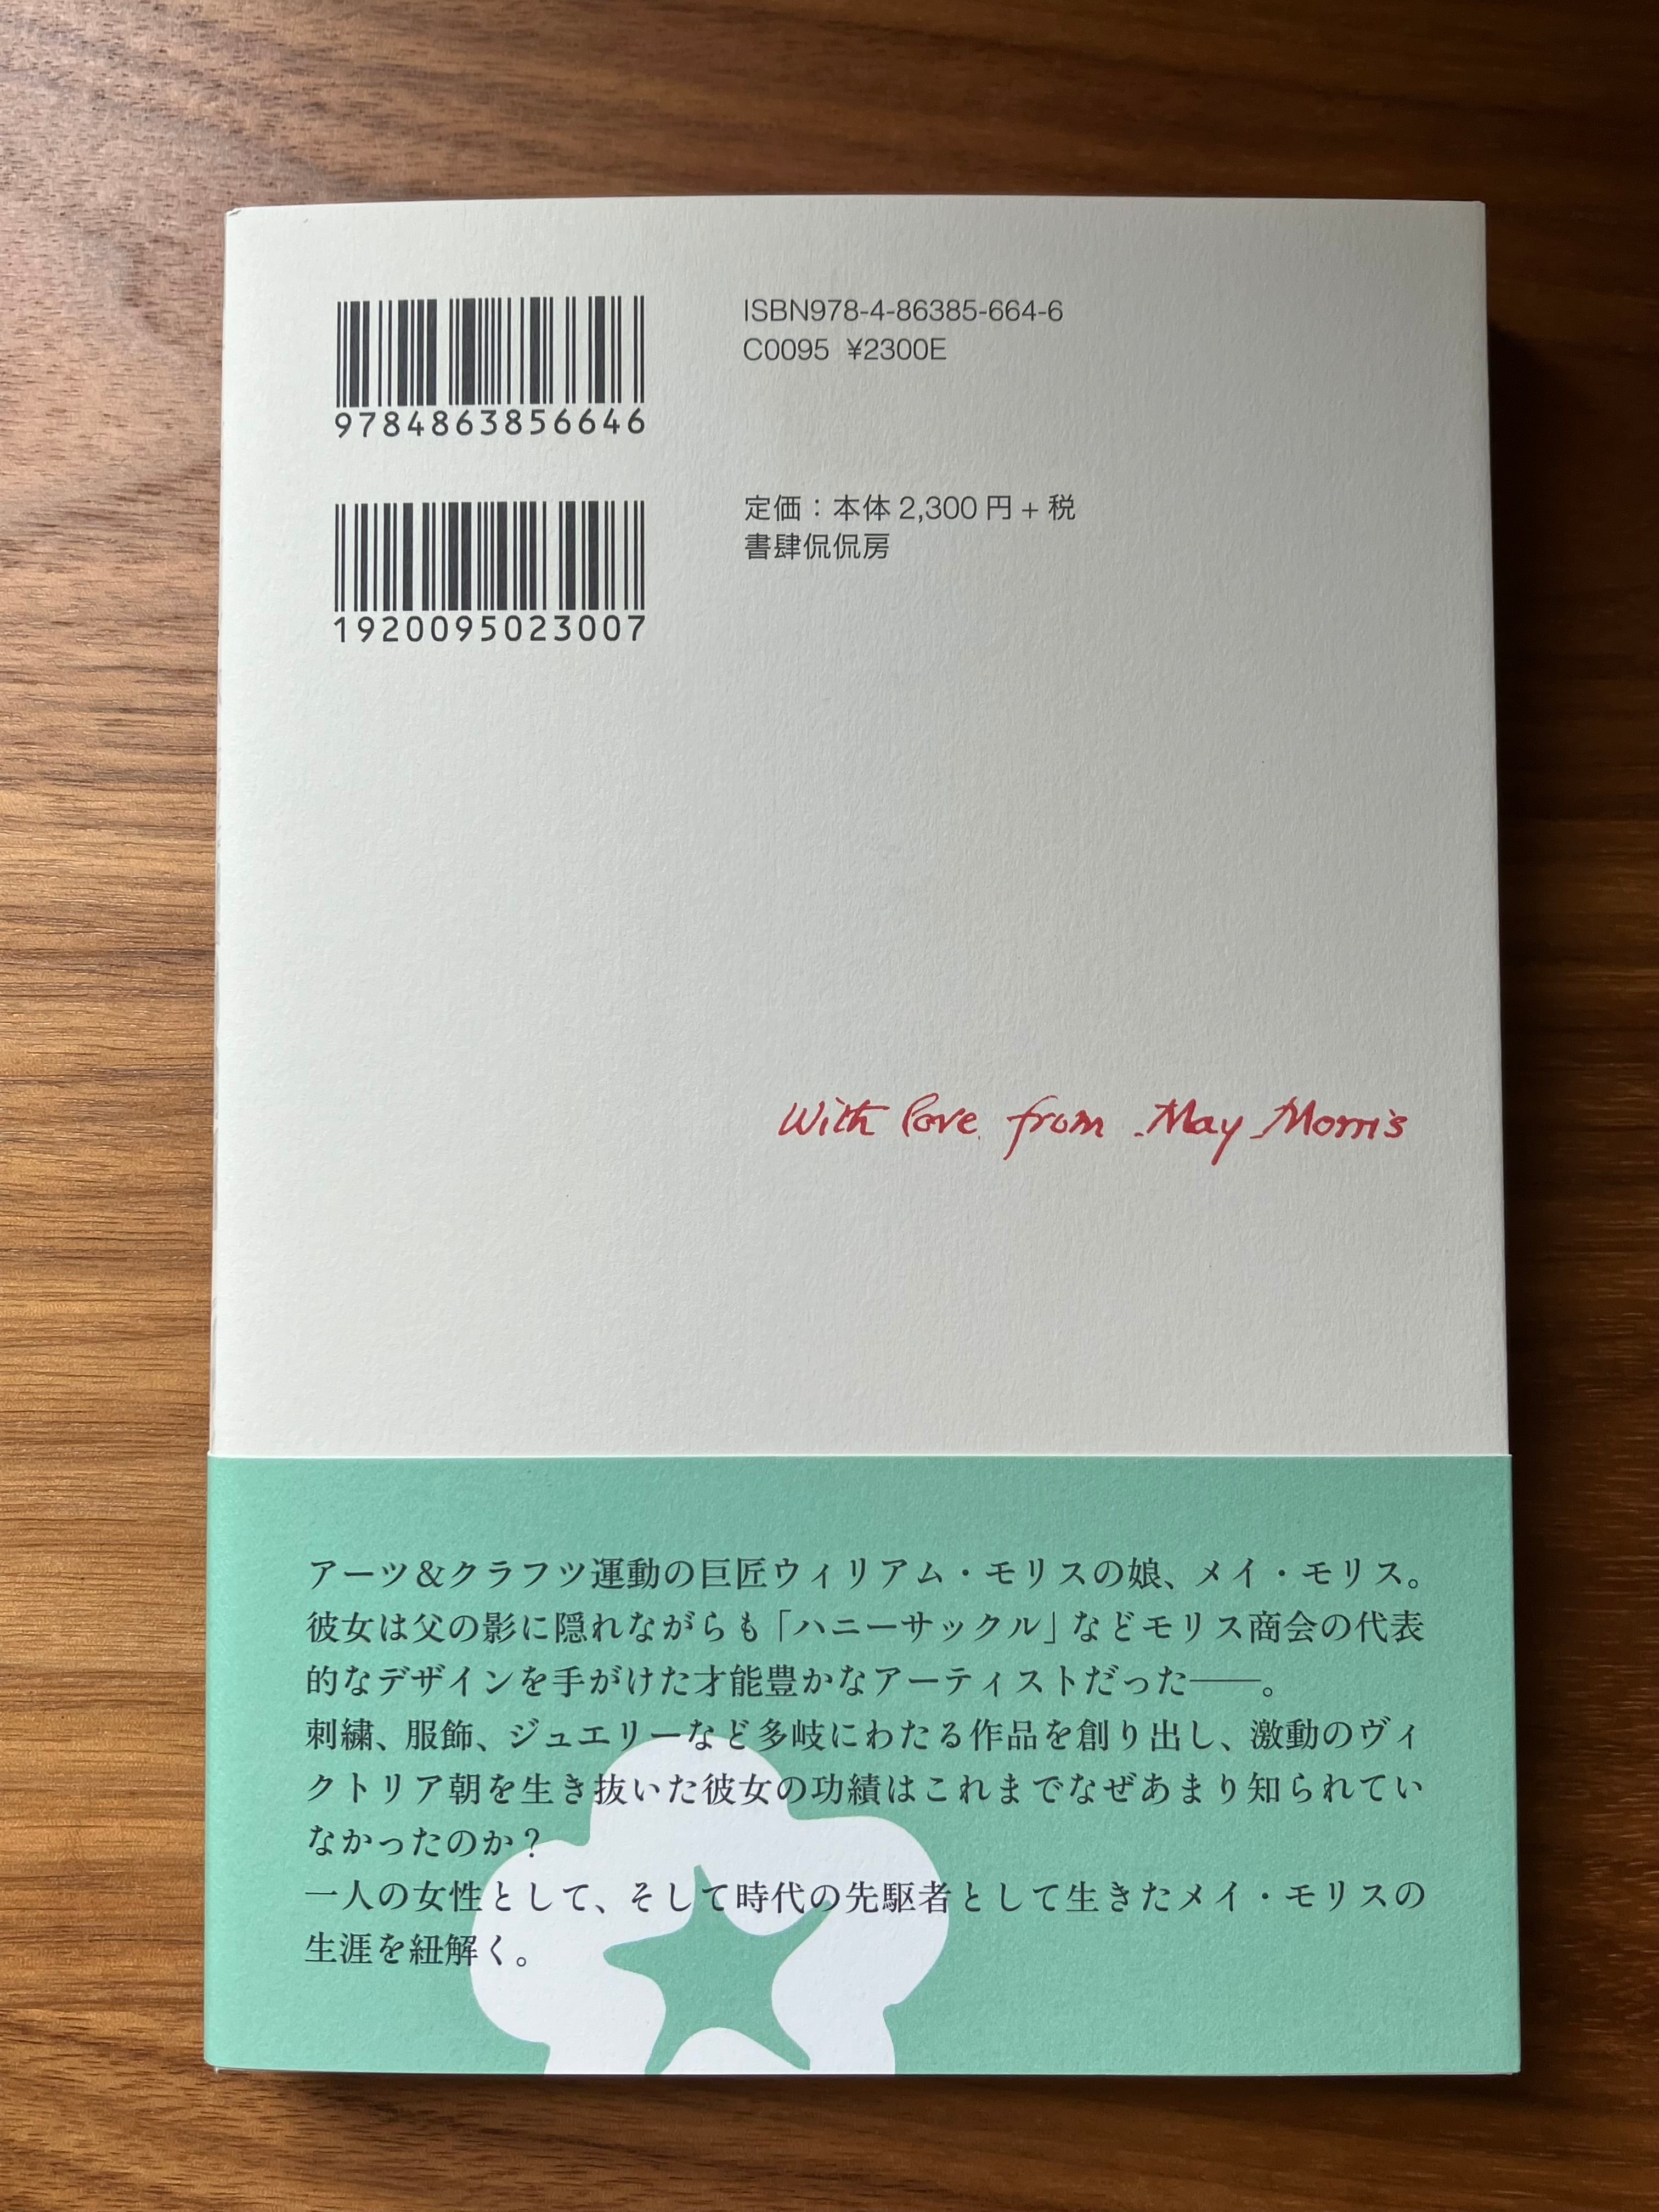 ISBN978-4-86385-664-6
C0095 ¥2300E
9784863856646
定価：本体 2,300 円 + 税
書肆侃侃房
1920095023007
With love from May Morris
アーツ&クラフツ運動の巨匠ウィリアム・モリスの娘、メイ・モリス。
彼女は父の影に隠れながらも「ハニーサックル」などモリス商会の代表
的なデザインを手がけた才能豊かなアーティストだった――。
刺繍、服飾、ジュエリーなど多岐にわたる作品を創り出し、激動のヴィ
クトリア朝を生き抜いた彼女の功績はこれまでなぜあまり知られてい
なかったのか？
一人の女性として、そして時代の先駆者として生きたメイ・モリスの
生涯を紐解く。